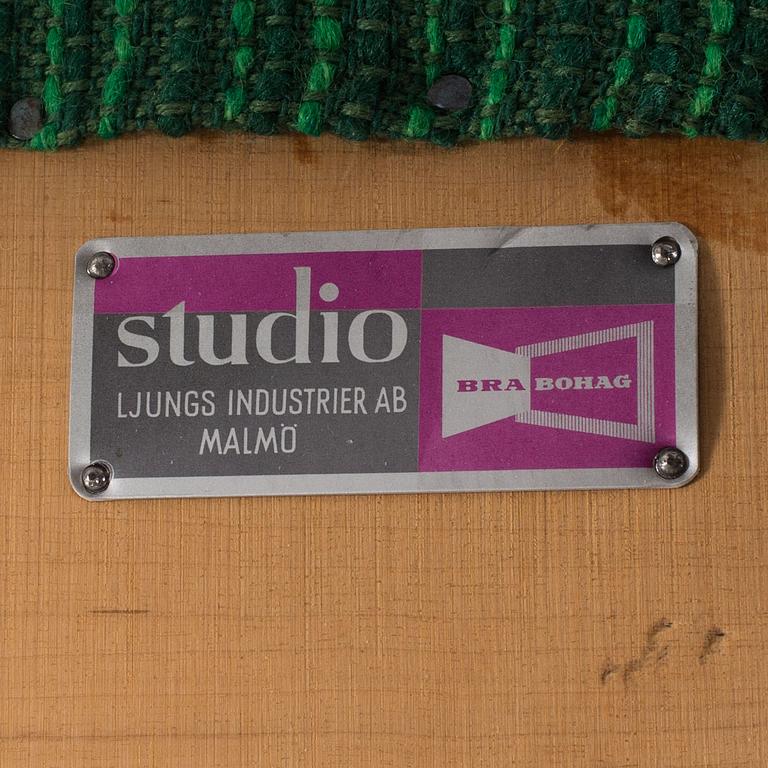 studio
LJUNGS INDUSTRIER AB
MALMÖ
BRA BOHAG